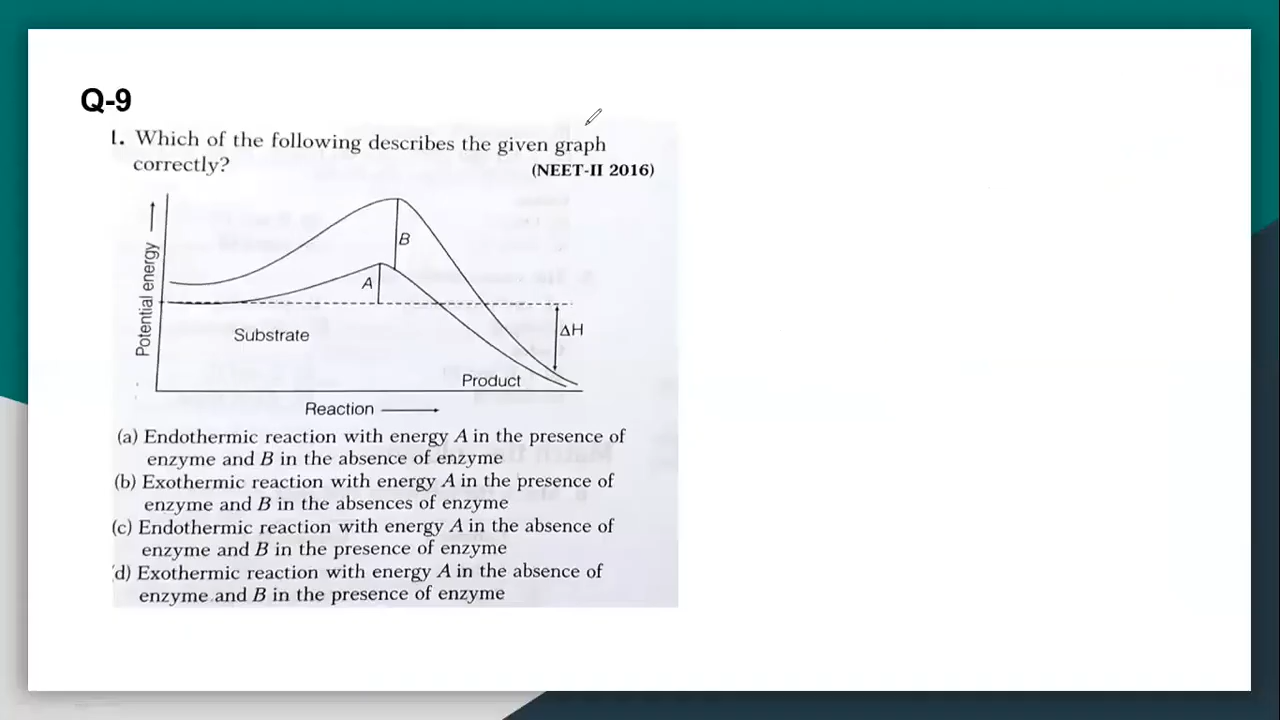 Q-9
1. Which of the following describes the given graph
correctly?
(NEET-II 2016)
Potential energy
B
A
ΔH
Substrate
Product
Reaction
(a) Endothermic reaction with energy A in the presence of
enzyme and B in the absence of enzyme
(b) Exothermic reaction with energy A in the presence of
enzyme and B in the absences of enzyme
(c) Endothermic reaction with energy A in the absence of
enzyme and B in the presence of enzyme
d) Exothermic reaction with energy A in the absence of
enzyme and B in the presence of enzyme